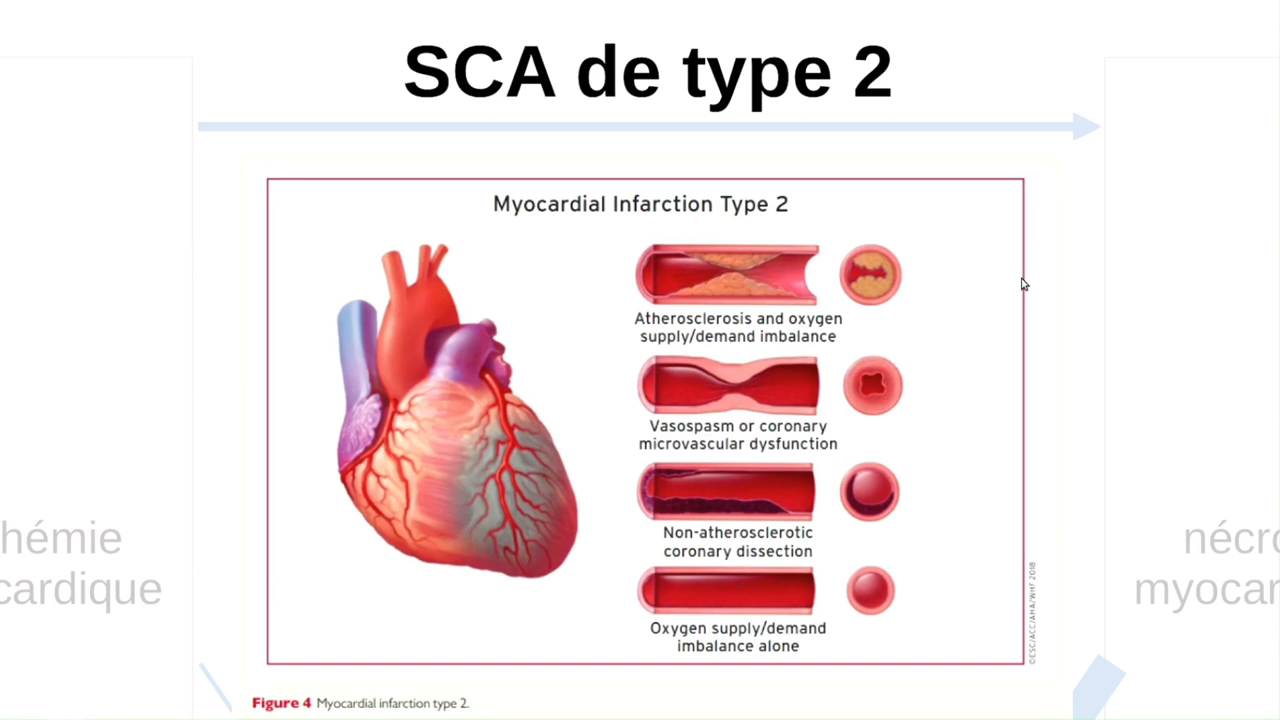 SCA de type 2
Myocardial Infarction Type 2
Atherosclerosis and oxygen
supply/demand imbalance
Vasospasm or coronary
microvascular dysfunction
Non-atherosclerotic
coronary dissection
Oxygen supply/demand
imbalance alone
©ESC/ACC/AHA/WHF 2018
Figure 4 Myocardial infarction type 2.
hémie
cardique
nécro
myocar